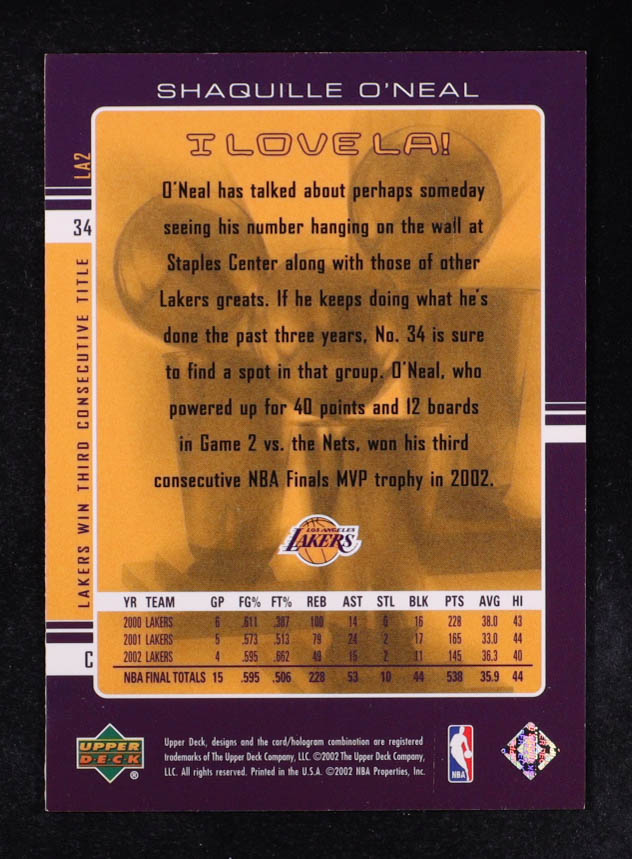 SHAQUILLE O'NEAL
I LOVE LA!
LA2
34
LAKERS WIN THIRD CONSECUTIVE TITLE
C
O'Neal has talked about perhaps someday
seeing his number hanging on the wall at
Staples Center along with those of other
Lakers greats. If he keeps doing what he's
done the past three years, No. 34 is sure
to find a spot in that group. O'Neal, who
powered up for 40 points and 12 boards
in Game 2 vs. the Nets, won his third
consecutive NBA Finals MVP trophy in 2002.
LOS ANGELES
LAKERS
YR TEAM GP FG% FT% REB AST STL BLK PTS AVG HI
2000 LAKERS 6 .611 .387 100 14 6 16 228 38.0 43
2001 LAKERS 5 .573 .513 79 24 2 17 165 33.0 44
2002 LAKERS 4 .595 .662 49 15 2 11 145 36.3 40
NBA FINAL TOTALS 15 .595 .506 228 53 10 44 538 35.9 44
UPPER
DECK
®
Upper Deck, designs and the card/hologram combination are registered
trademarks of The Upper Deck Company, LLC. ©2002 The Upper Deck Company,
LLC. All rights reserved. Printed in the U.S.A. ©2002 NBA Properties, Inc.
NBA